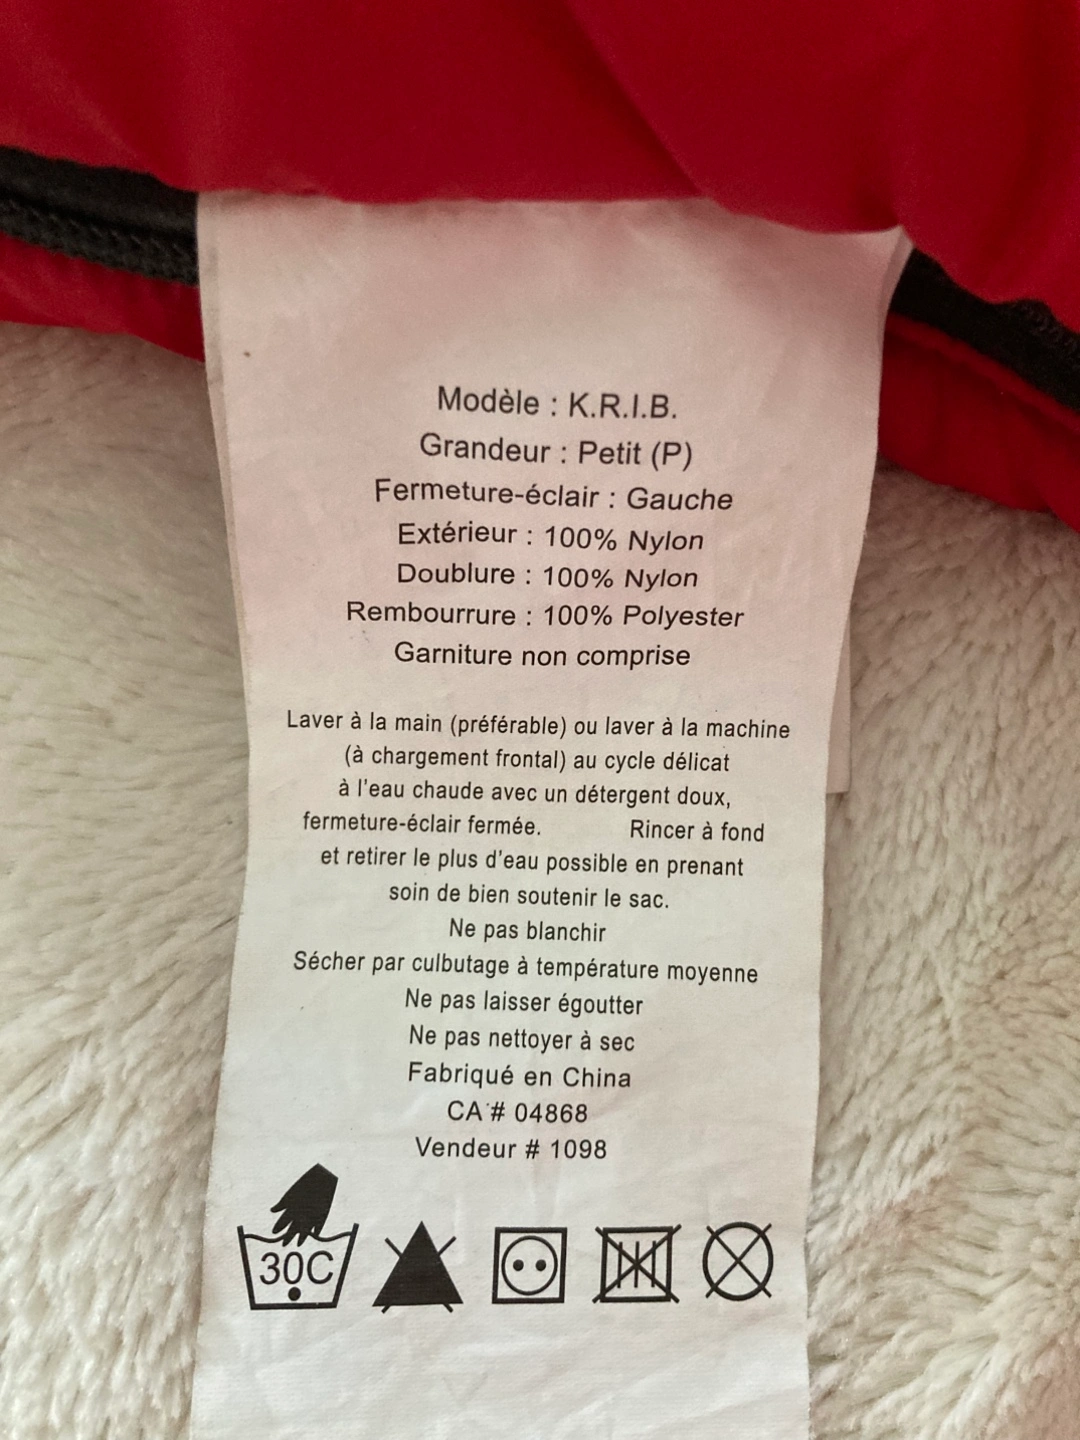 Modèle : K.R.I.B.
Grandeur : Petit (P)
Fermeture-éclair : Gauche
Extérieur : 100% Nylon
Doublure : 100% Nylon
Rembourrure : 100% Polyester
Garniture non comprise
Laver à la main (préférable) ou laver à la machine
(à chargement frontal) au cycle délicat
à l'eau chaude avec un détergent doux,
fermeture-éclair fermée. Rincer à fond
et retirer le plus d'eau possible en prenant
soin de bien soutenir le sac.
Ne pas blanchir
Sécher par culbutage à température moyenne
Ne pas laisser égoutter
Ne pas nettoyer à sec
Fabriqué en China
CA # 04868
Vendeur # 1098
30C